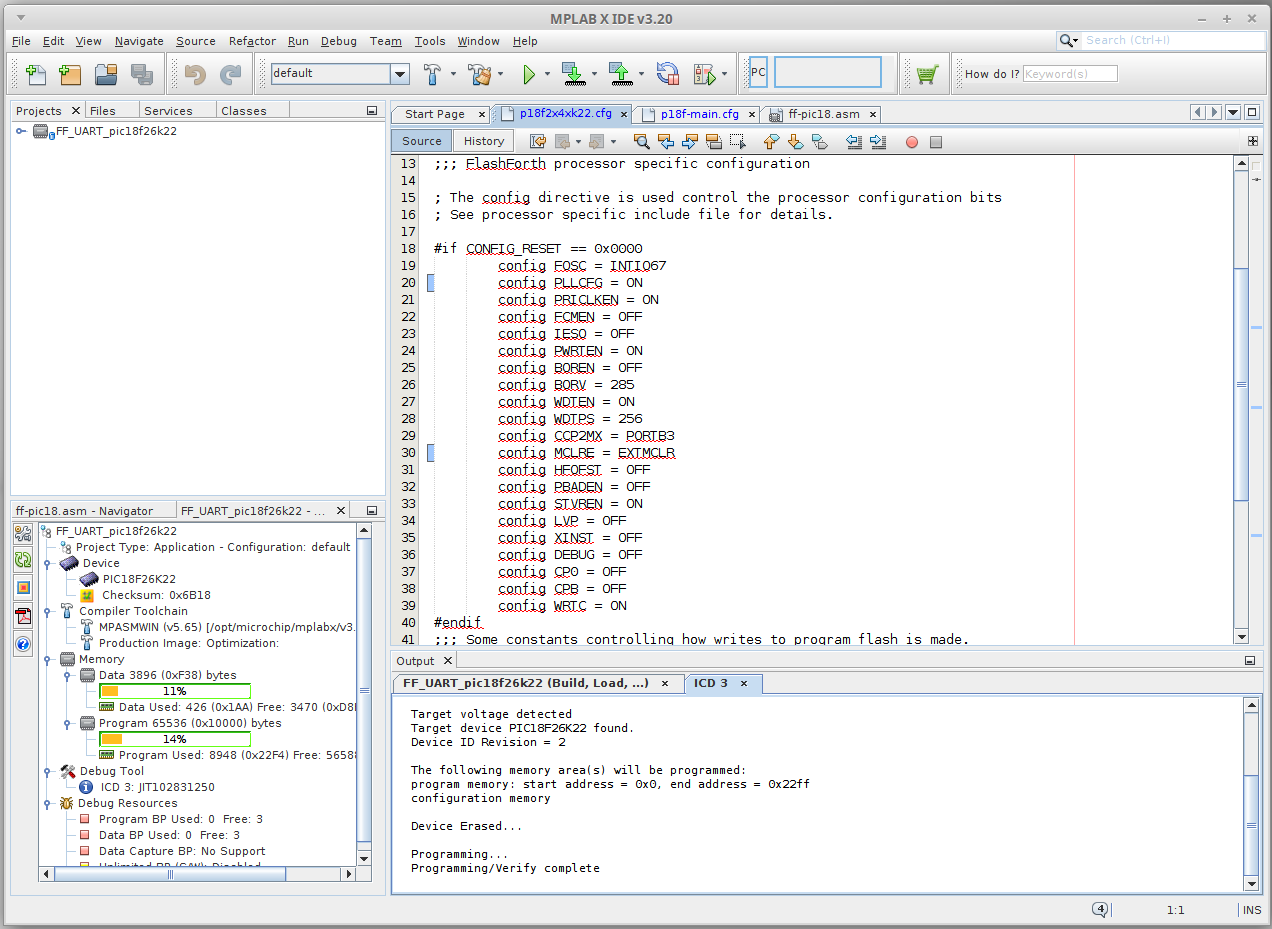 MPLAB X IDE v3.20
File Edit View Navigate Source Refactor Run Debug Team Tools Window Help
Search (Ctrl+I)
default
PC
How do I? Keyword(s)
Projects Files Services Classes
FF_UART_pic18f26k22
Start Page p18f2x4xk22.cfg p18f-main.cfg ff-pic18.asm
Source History
13 ;;; FlashForth processor specific configuration
14
15 ; The config directive is used control the processor configuration bits
16 ; See processor specific include file for details.
17
18 #if CONFIG_RESET == 0x0000
19 config FOSC = INTIO67
20 config PLLCFG = ON
21 config PRICLKEN = ON
22 config FCMEN = OFF
23 config IESO = OFF
24 config PWRTEN = ON
25 config BOREN = OFF
26 config BORV = 285
27 config WDTEN = ON
28 config WDTPS = 256
29 config CCP2MX = PORTB3
30 config MCLRE = EXTMCLR
31 config HFOFST = OFF
32 config PBADEN = OFF
33 config STVREN = ON
34 config LVP = OFF
35 config XINST = OFF
36 config DEBUG = OFF
37 config CP0 = OFF
38 config CPB = OFF
39 config WRTC = ON
40 #endif
41 ;;; Some constants controlling how writes to program flash is made.
ff-pic18.asm - Navigator FF_UART_pic18f26k22 - ...
FF_UART_pic18f26k22
Project Type: Application - Configuration: default
Device
PIC18F26K22
Checksum: 0x6B18
Compiler Toolchain
MPASMWIN (v5.65) [/opt/microchip/mplabx/v3.
Production Image: Optimization:
Memory
Data 3896 (0xF38) bytes
11%
Data Used: 426 (0x1AA) Free: 3470 (0xD8
Program 65536 (0x10000) bytes
14%
Program Used: 8948 (0x22F4) Free: 56588
Debug Tool
ICD 3: JIT102831250
Debug Resources
Program BP Used: 0 Free: 3
Data BP Used: 0 Free: 3
Data Capture BP: No Support
Unlimited BP (S/W): Disabled
Output
FF_UART_pic18f26k22 (Build, Load, ...) ICD 3
Target voltage detected
Target device PIC18F26K22 found.
Device ID Revision = 2
The following memory area(s) will be programmed:
program memory: start address = 0x0, end address = 0x22ff
configuration memory
Device Erased...
Programming...
Programming/Verify complete
4
1:1
INS